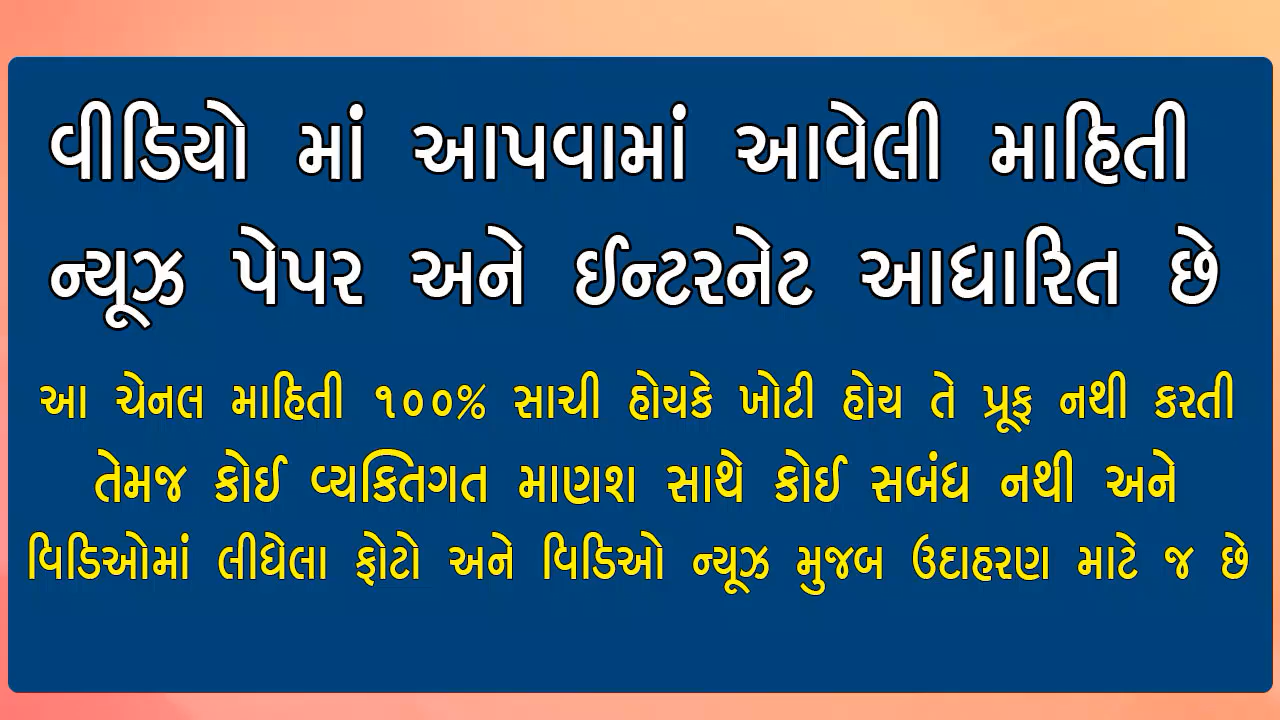 વીડિયો માં આપવામાં આવેલી માહિતી
ન્યૂઝ પેપર અને ઈન્ટરનેટ આધારિત છે
આ ચેનલ માહિતી ૧૦૦% સાચી હોયકે ખોટી હોય તે પ્રૂફ નથી કરતી
તેમજ કોઈ વ્યક્તિગત માણશ સાથે કોઈ સબંધ નથી અને
વિડિઓમાં લીધેલા ફોટો અને વિડિઓ ન્યૂઝ મુજબ ઉદાહરણ માટે જ છે